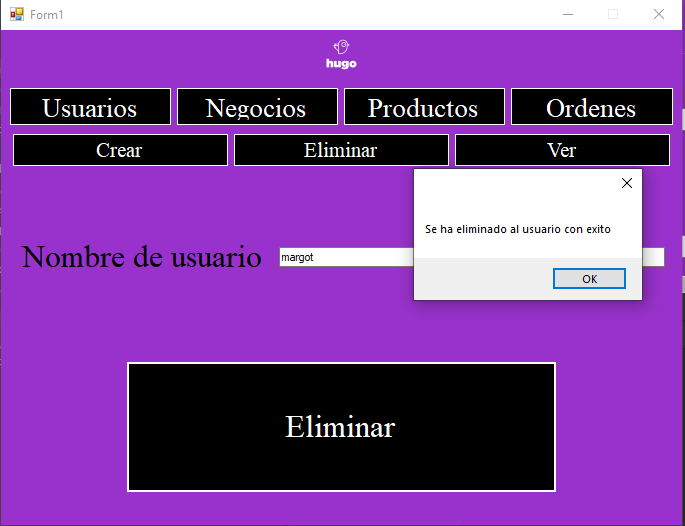 Form1
hugo
Usuarios Negocios Productos Ordenes
Crear Eliminar Ver
Se ha eliminado al usuario con exito
Nombre de usuario margot
OK
Eliminar